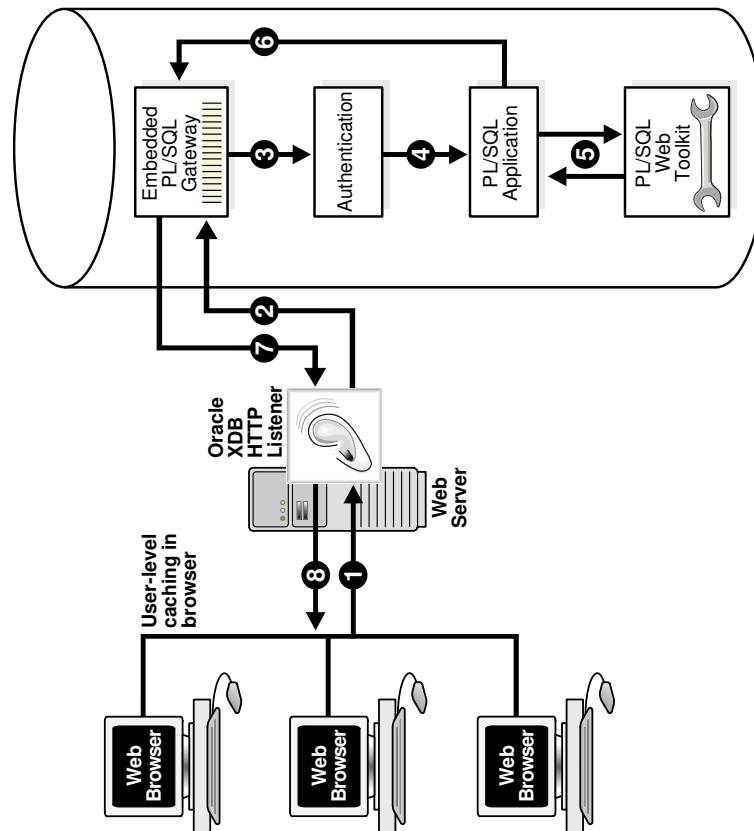 User-level
caching in
browser
Web
Browser
Web
Browser
Web
Browser
8
1
Oracle
XDB
HTTP
Listener
Web
Server
7
2
Embedded
PL/SQL
Gateway
3
Authentication
4
PL/SQL
Application
5
PL/SQL
Web
Toolkit
6